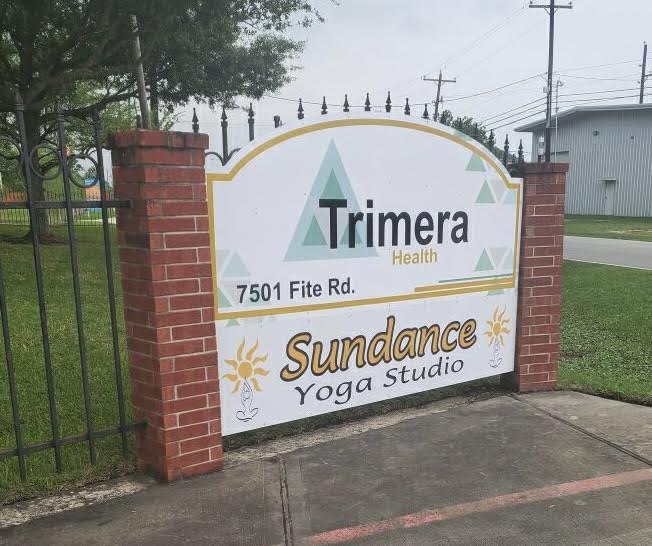 Trimera
Health
7501 Fite Rd.
Sundance
Yoga Studio